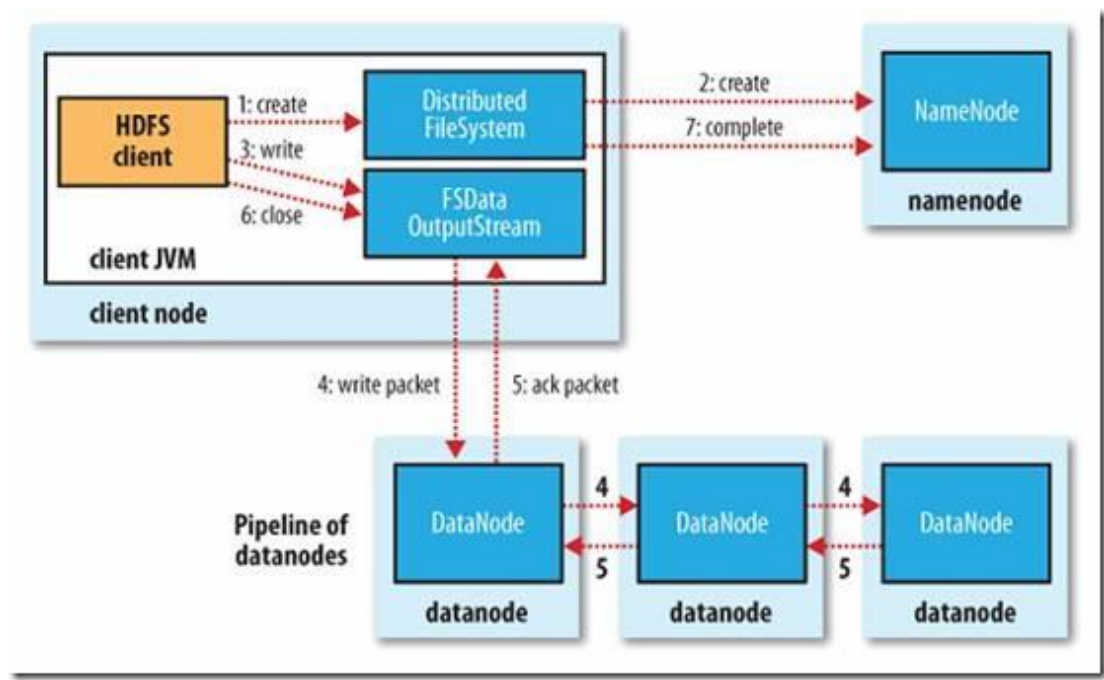 HDFS
client
1: create
3: write
6: close
Distributed
FileSystem
FSData
OutputStream
client JVM
client node
2: create
7: complete
NameNode
namenode
4: write packet
5: ack packet
Pipeline of
datanodes
DataNode
4
5
DataNode
4
5
DataNode
datanode
datanode
datanode